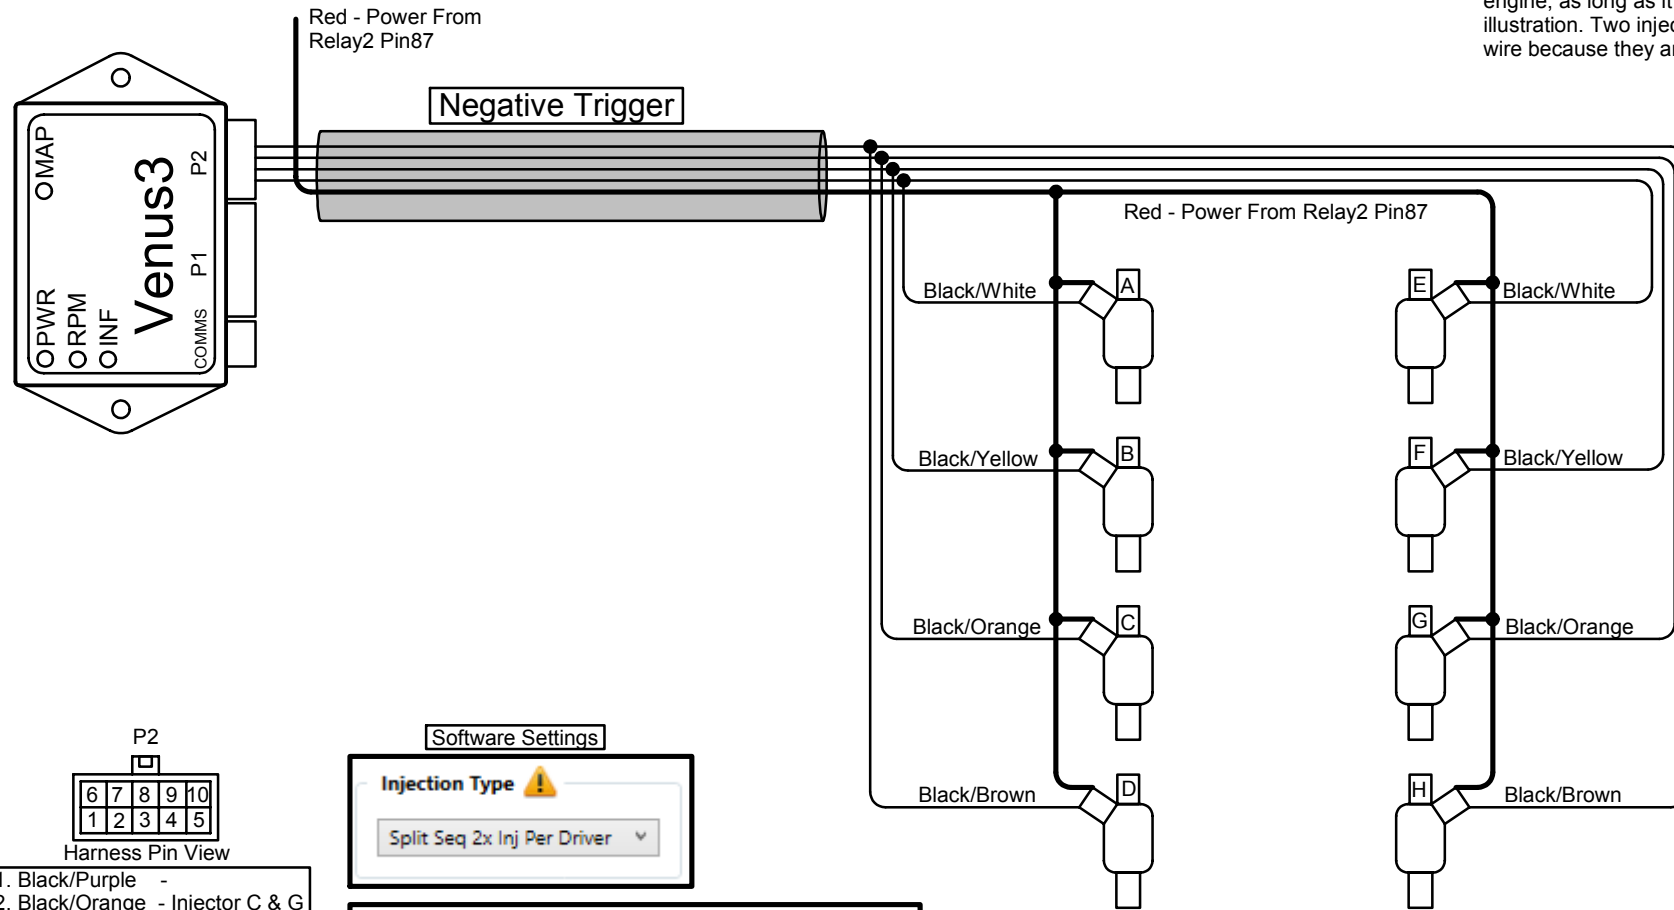 Red - Power From
Relay2 Pin87
engine, as long as it
illustration. Two injec
wire because they ar
Negative Trigger
MAP
PWR
RPM
INF
Venus3
P2
P1
COMMS
Red - Power From Relay2 Pin87
Black/White
A
E
Black/White
Black/Yellow
B
F
Black/Yellow
Black/Orange
C
G
Black/Orange
Black/Brown
D
H
Black/Brown
P2
6 7 8 9 10
1 2 3 4 5
Harness Pin View
1. Black/Purple -
2. Black/Orange - Injector C & G
Software Settings
Injection Type
Split Seq 2x Inj Per Driver